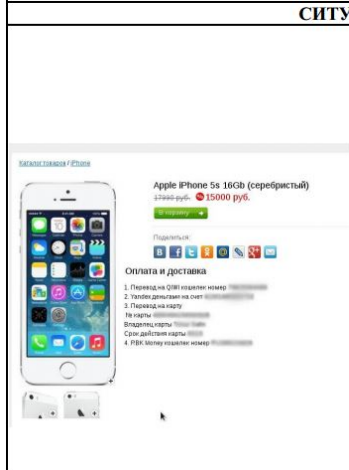 СИТУ
Каталог товаров / iPhone
Apple iPhone 5s 16Gb (серебристый)
17990 руб. 15000 руб.
В корзину
Поделиться:
Оплата и доставка
1. Перевод на QIWI кошелек номер
2. Yandex деньгами на счет
3. Перевод на карту
№ карты
Владелец карты
Срок действия карты
4. РБК Money кошелек номер